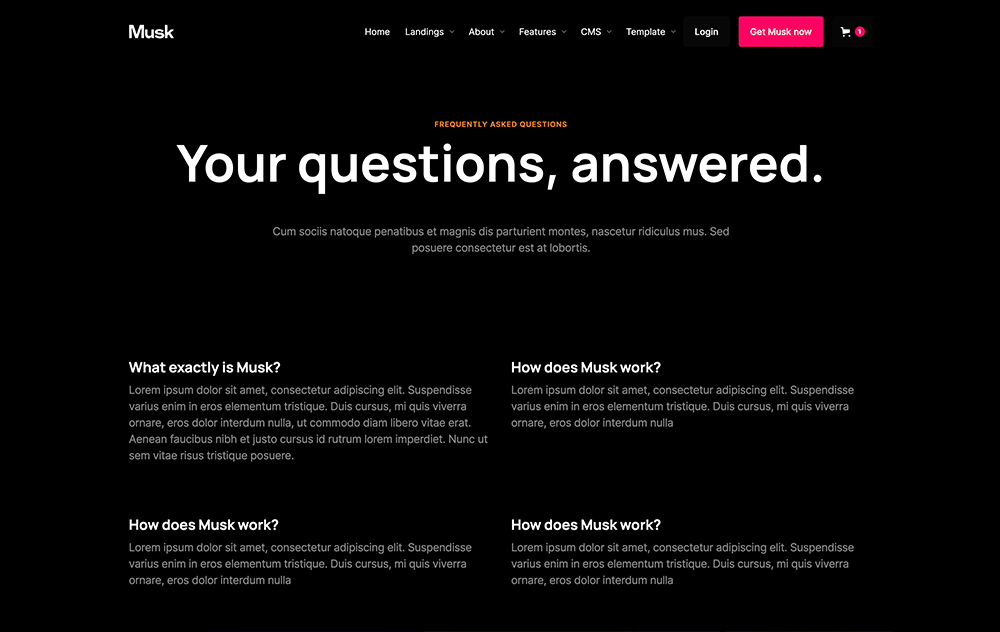 Musk
Home Landings About Features CMS Template Login Get Musk now 1
FREQUENTLY ASKED QUESTIONS
Your questions, answered.
Cum sociis natoque penatibus et magnis dis parturient montes, nascetur ridiculus mus. Sed
posuere consectetur est at lobortis.
What exactly is Musk?
Lorem ipsum dolor sit amet, consectetur adipiscing elit. Suspendisse
varius enim in eros elementum tristique. Duis cursus, mi quis viverra
ornare, eros dolor interdum nulla, ut commodo diam libero vitae erat.
Aenean faucibus nibh et justo cursus id rutrum lorem imperdiet. Nunc ut
sem vitae risus tristique posuere.
How does Musk work?
Lorem ipsum dolor sit amet, consectetur adipiscing elit. Suspendisse
varius enim in eros elementum tristique. Duis cursus, mi quis viverra
ornare, eros dolor interdum nulla
How does Musk work?
Lorem ipsum dolor sit amet, consectetur adipiscing elit. Suspendisse
varius enim in eros elementum tristique. Duis cursus, mi quis viverra
ornare, eros dolor interdum nulla
How does Musk work?
Lorem ipsum dolor sit amet, consectetur adipiscing elit. Suspendisse
varius enim in eros elementum tristique. Duis cursus, mi quis viverra
ornare, eros dolor interdum nulla